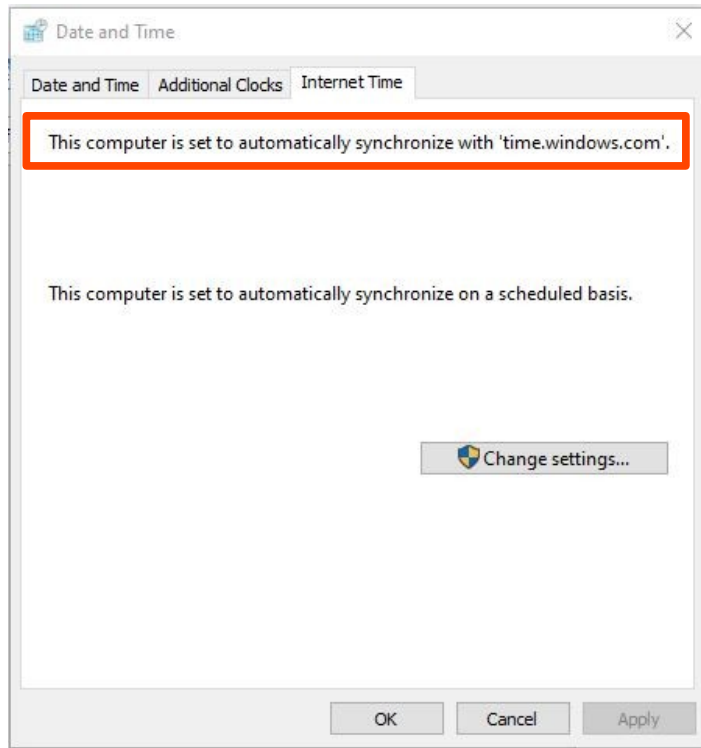 Date and Time
Date and Time Additional Clocks Internet Time
This computer is set to automatically synchronize with 'time.windows.com'.
This computer is set to automatically synchronize on a scheduled basis.
Change settings...
OK Cancel Apply